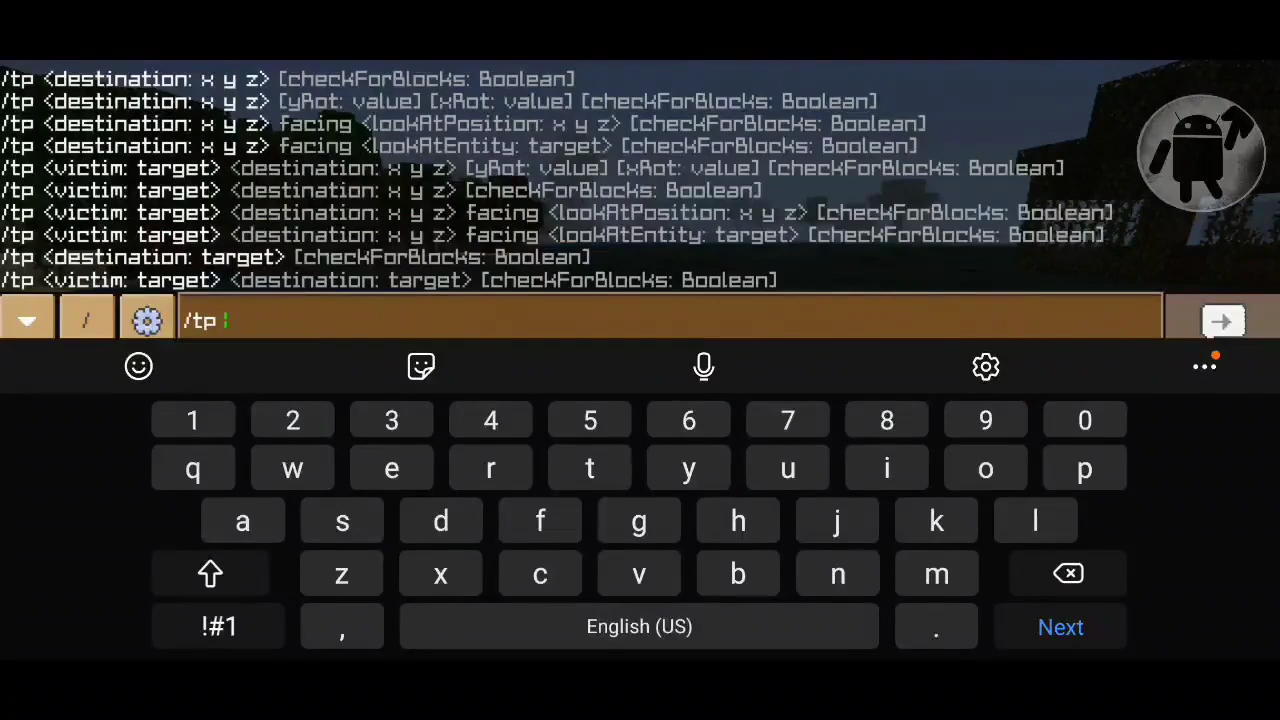 /tp <destination: x y z> [checkForBlocks: Boolean]
/tp <destination: x y z> [yRot: value] [xRot: value] [checkForBlocks: Boolean]
/tp <destination: x y z> facing <lookAtPosition: x y z> [checkForBlocks: Boolean]
/tp <destination: x y z> facing <lookAtEntity: target> [checkForBlocks: Boolean]
/tp <victim: target> <destination: x y z> [yRot: value] [xRot: value] [checkForBlocks: Boolean]
/tp <victim: target> <destination: x y z> [checkForBlocks: Boolean]
/tp <victim: target> <destination: x y z> facing <lookAtPosition: x y z> [checkForBlocks: Boolean]
/tp <victim: target> <destination: x y z> facing <lookAtEntity: target> [checkForBlocks: Boolean]
/tp <destination: target> [checkForBlocks: Boolean]
/tp <victim: target> <destination: target> [checkForBlocks: Boolean]
/ /tp
1 2 3 4 5 6 7 8 9 0
q w e r t y u i o p
a s d f g h j k l
z x c v b n m
!#1 , English (US) . Next